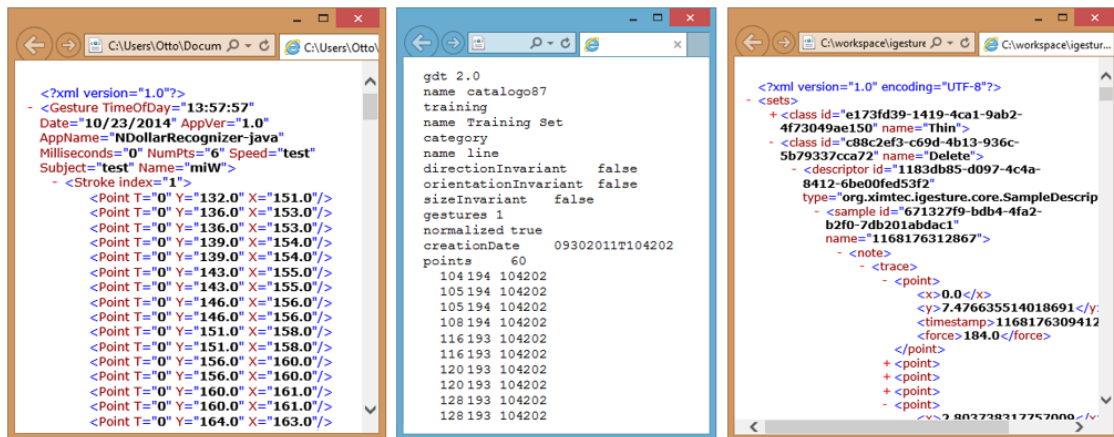 C:\Users\Otto\Docum
C:\Users\Otto\
<?xml version="1.0"?>
- <Gesture TimeOfDay="13:57:57"
Date="10/23/2014" AppVer="1.0"
AppName="NDollarRecognizer-java"
Milliseconds="0" NumPts="6" Speed="test"
Subject="test" Name="miW">
- <Stroke index="1">
<Point T="0" Y="132.0" X="151.0"/>
<Point T="0" Y="136.0" X="153.0"/>
<Point T="0" Y="136.0" X="153.0"/>
<Point T="0" Y="139.0" X="154.0"/>
<Point T="0" Y="139.0" X="154.0"/>
<Point T="0" Y="143.0" X="155.0"/>
<Point T="0" Y="143.0" X="155.0"/>
<Point T="0" Y="146.0" X="156.0"/>
<Point T="0" Y="146.0" X="156.0"/>
<Point T="0" Y="151.0" X="158.0"/>
<Point T="0" Y="151.0" X="158.0"/>
<Point T="0" Y="156.0" X="160.0"/>
<Point T="0" Y="156.0" X="160.0"/>
<Point T="0" Y="160.0" X="161.0"/>
<Point T="0" Y="160.0" X="161.0"/>
<Point T="0" Y="164.0" X="163.0"/>
gdt 2.0
name catalogo87
training
name Training Set
category
name line
directionInvariant false
orientationInvariant false
sizeInvariant false
gestures 1
normalized true
creationDate 09302011T104202
points 60
104 194 104202
105 194 104202
105 194 104202
108 194 104202
116 193 104202
116 193 104202
120 193 104202
120 193 104202
128 193 104202
128 193 104202
C:\workspace\igesture
C:\workspace\igestur...
<?xml version="1.0" encoding="UTF-8"?>
- <sets>
+ <class id="e173fd39-1419-4ca1-9ab2-
4f73049ae150" name="Thin">
- <class id="c88c2ef3-c69d-4b13-936c-
5b79337cca72" name="Delete">
- <descriptor id="1183db85-d097-4c4a-
8412-6be00fed53f2"
type="org.ximtec.igesture.core.SampleDescrip
- <sample id="671327f9-bdb4-4fa2-
b2f0-7db201abdac1"
name="1168176312867">
- <note>
- <trace>
- <point>
<x>0.0</x>
<y>7.476635514018691</y
<timestamp>1168176309412
<force>184.0</force>
</point>
+ <point>
+ <point>
+ <point>
- <point>
<x>2.803738317757009</x